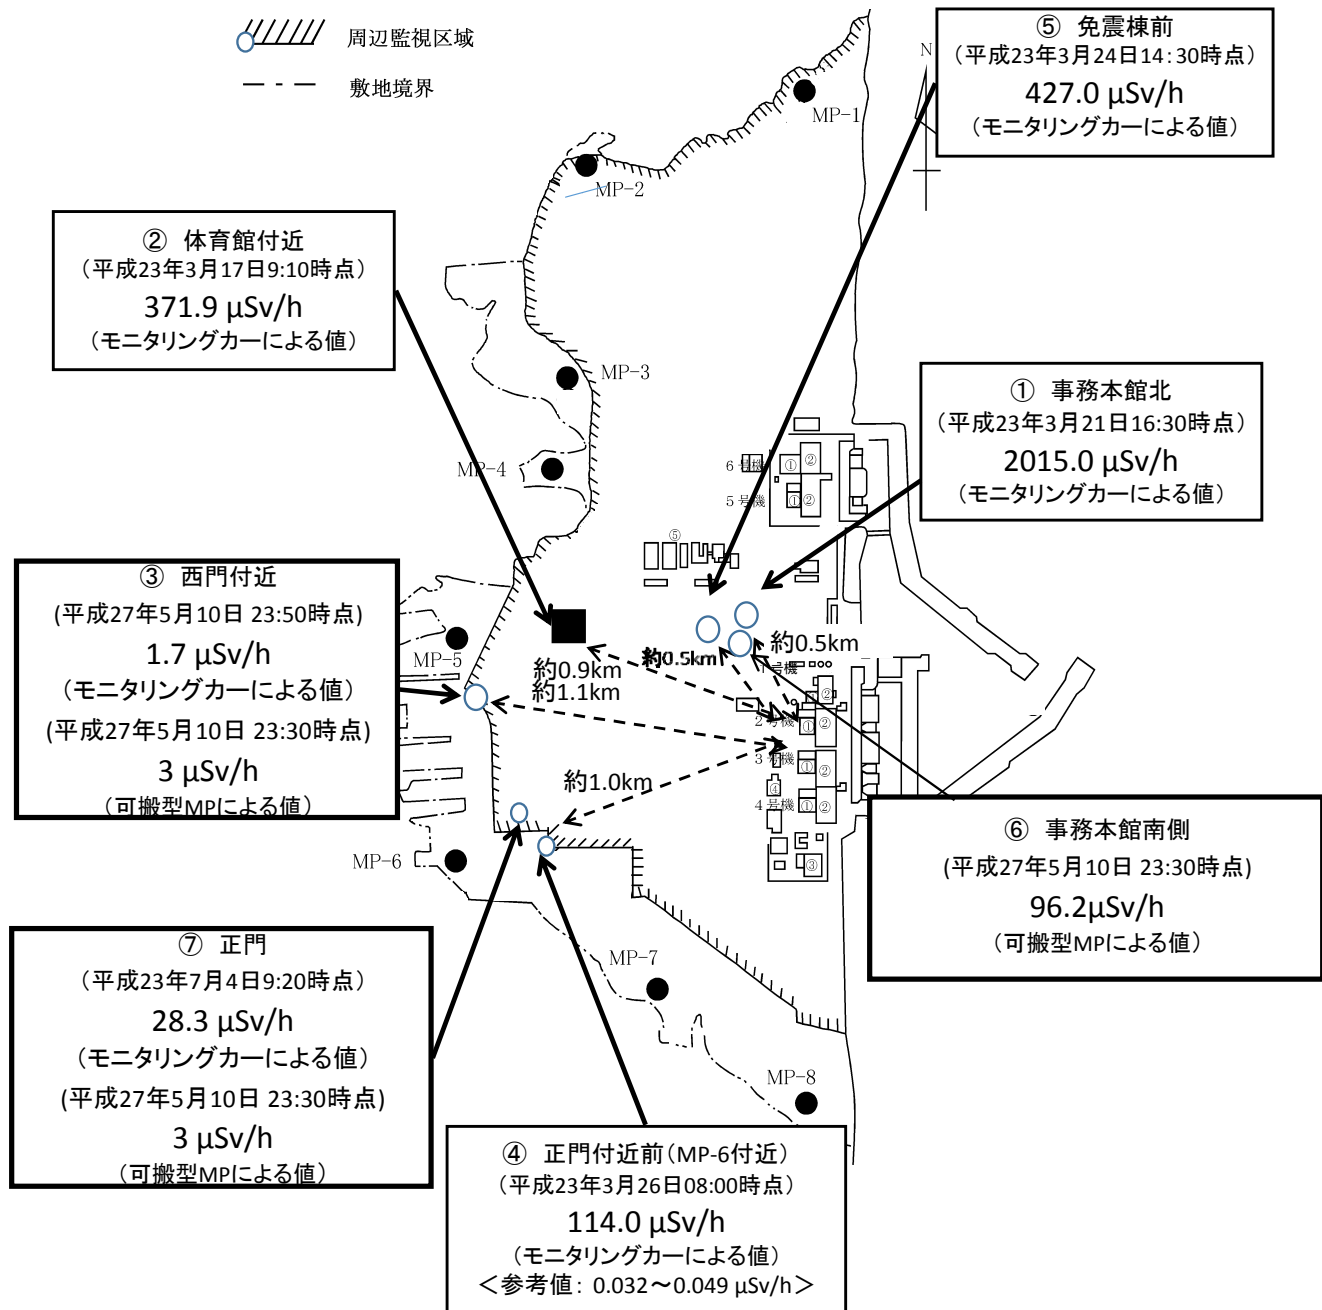 周辺監視区域
敷地境界
⑤ 免震棟前
(平成23年3月24日14:30時点)
427.0 μSv/h
(モニタリングカーによる値)
N
MP-1
MP-2
② 体育館付近
(平成23年3月17日9:10時点)
371.9 μSv/h
(モニタリングカーによる値)
MP-3
① 事務本館北
(平成23年3月21日16:30時点)
2015.0 μSv/h
(モニタリングカーによる値)
MP-4
6号機
①
②
5号機
①
②
⑤
③ 西門付近
(平成27年5月10日 23:50時点)
1.7 μSv/h
(モニタリングカーによる値)
(平成27年5月10日 23:30時点)
3 μSv/h
(可搬型MPによる値)
MP-5
約0.9km
約1.1km
約0.5km
約0.5km
1号機
②
2号機
①
②
3号機
①
②
約1.0km
④
4号機
①
②
③
MP-6
⑥ 事務本館南側
(平成27年5月10日 23:30時点)
96.2μSv/h
(可搬型MPによる値)
⑦ 正門
(平成23年7月4日9:20時点)
28.3 μSv/h
(モニタリングカーによる値)
(平成27年5月10日 23:30時点)
3 μSv/h
(可搬型MPによる値)
MP-7
MP-8
④ 正門付近前(MP-6付近)
(平成23年3月26日08:00時点)
114.0 μSv/h
(モニタリングカーによる値)
<参考値: 0.032～0.049 μSv/h>